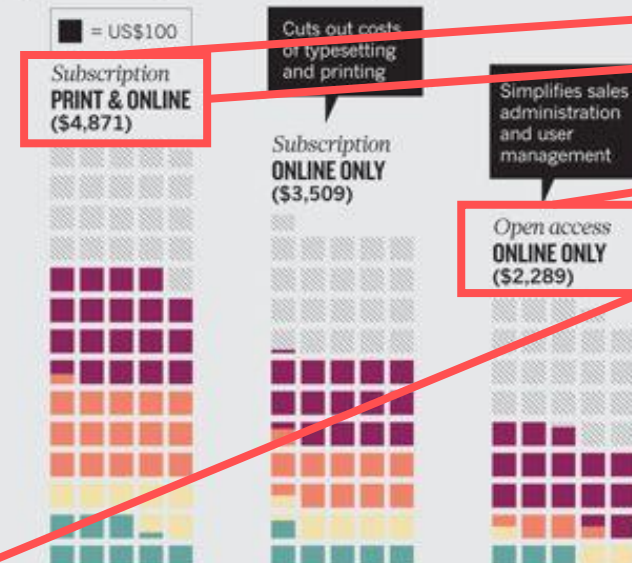 = US$100
Subscription
PRINT & ONLINE
($4,871)
Cuts out costs
of typesetting
and printing
Subscription
ONLINE ONLY
($3,509)
Simplifies sales
administration
and user
management
Open access
ONLINE ONLY
($2,289)